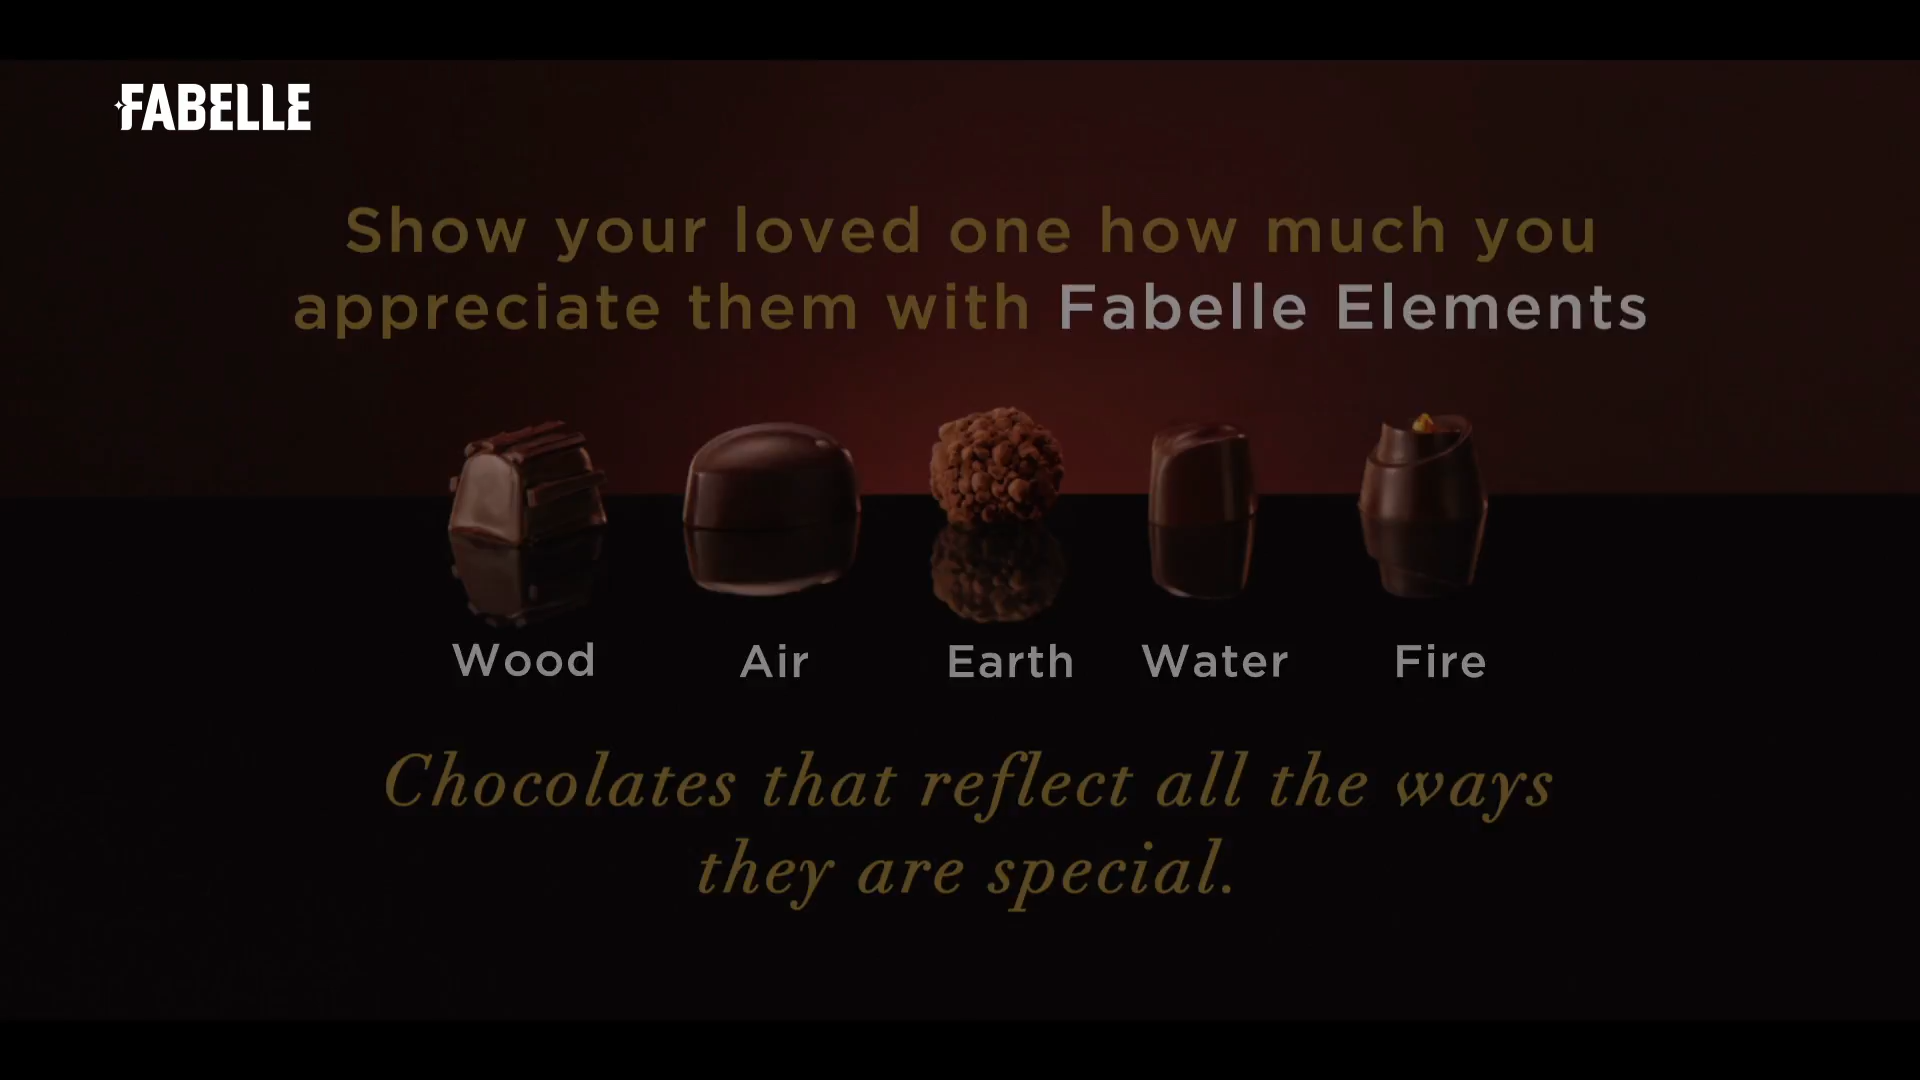 FABELLE
Show your loved one how much you
appreciate them with Fabelle Elements
Wood Air Earth Water Fire
Chocolates that reflect all the ways
they are special.